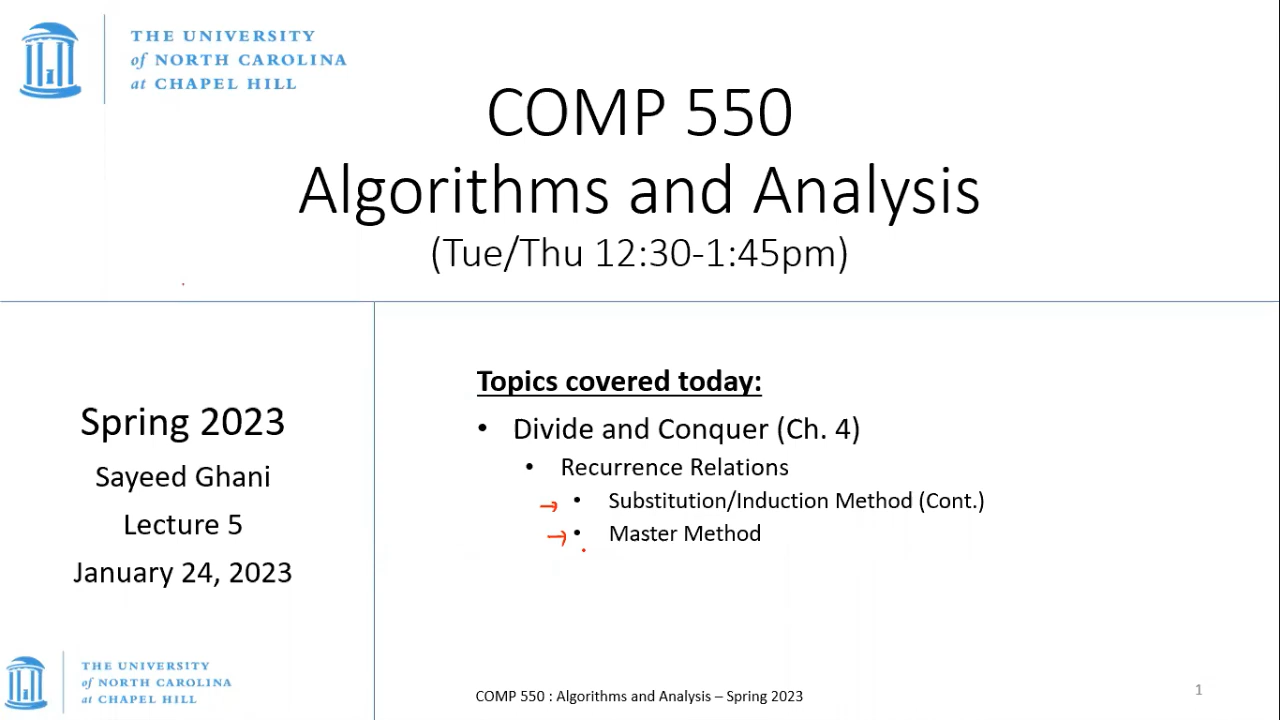 THE UNIVERSITY
of NORTH CAROLINA
at CHAPEL HILL
COMP 550
Algorithms and Analysis
(Tue/Thu 12:30-1:45pm)
Spring 2023
Sayeed Ghani
Lecture 5
January 24, 2023
Topics covered today:
• Divide and Conquer (Ch. 4)
• Recurrence Relations
→ • Substitution/Induction Method (Cont.)
→ • Master Method
THE UNIVERSITY
of NORTH CAROLINA
at CHAPEL HILL
COMP 550 : Algorithms and Analysis – Spring 2023
1